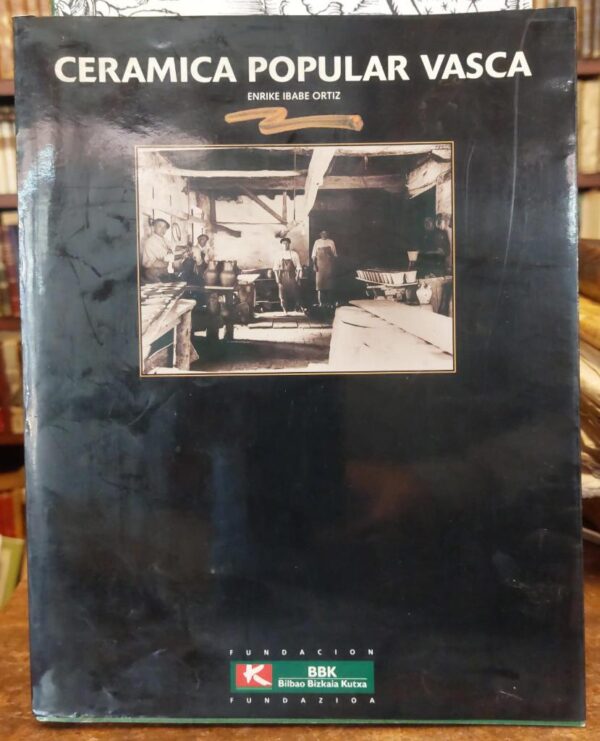 CERAMICA POPULAR VASCA
ENRIKE IBABE ORTIZ
FUNDACION
K
BBK
Bilbao Bizkaia Kutxa
FUNDAZIOA